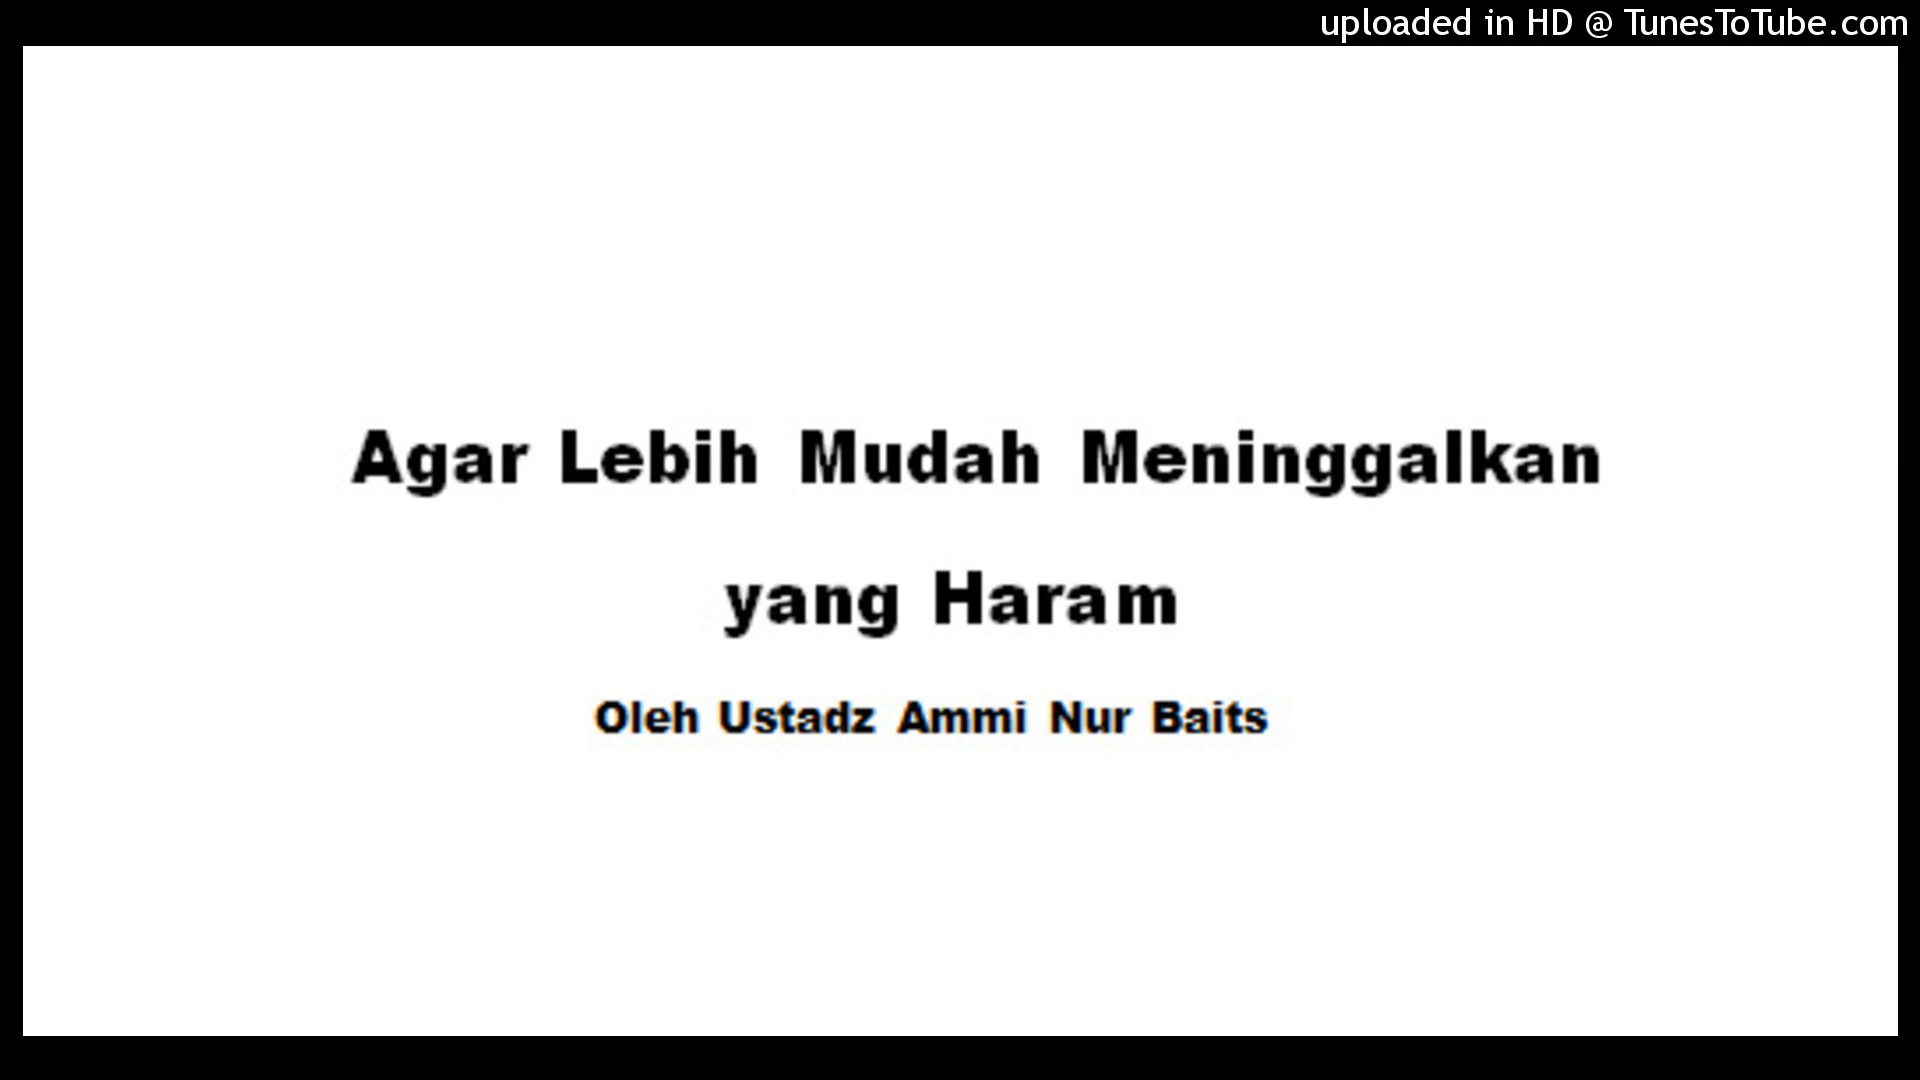 uploaded in HD @ TunesToTube.com
Agar Lebih Mudah Meninggalkan
yang Haram
Oleh Ustadz Ammi Nur Baits